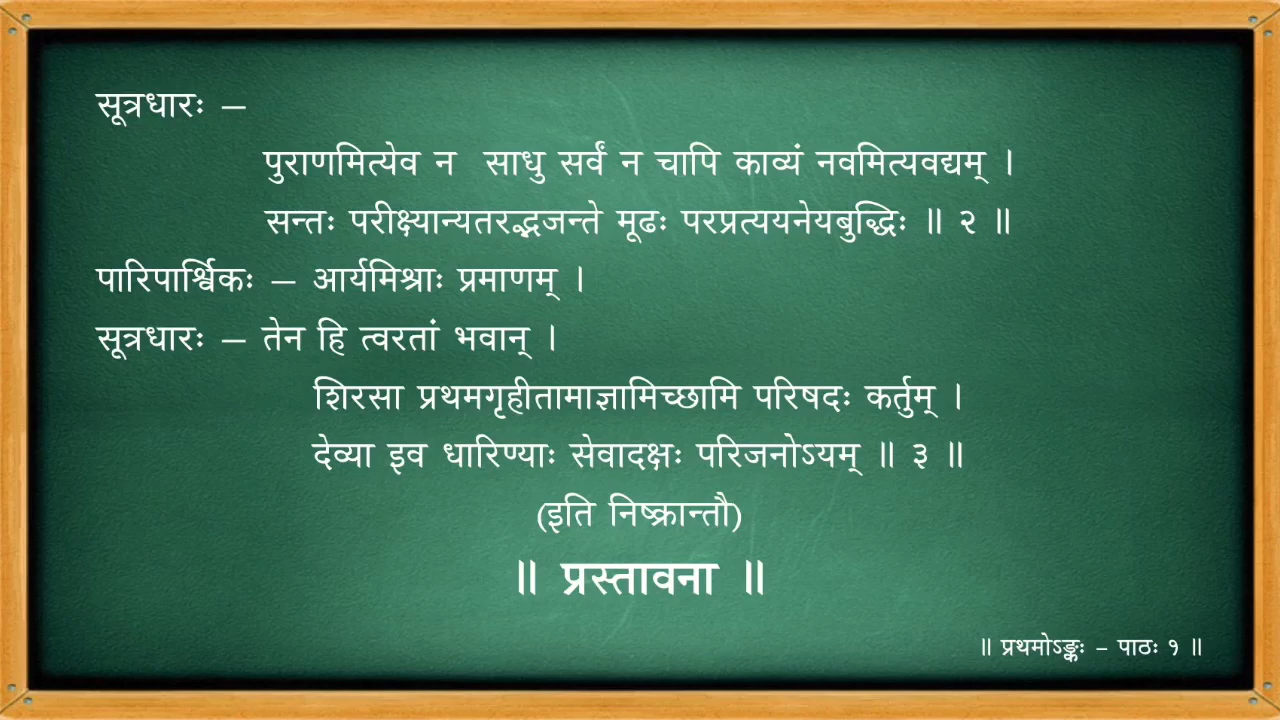 सूत्रधारः –
पुराणमित्येव न साधु सर्वं न चापि काव्यं नवमित्यवद्यम् ।
सन्तः परीक्ष्यान्यतरद्भजन्ते मूढः परप्रत्ययनेयबुद्धिः ॥ २ ॥
पारिपार्श्विकः – आर्यमिश्राः प्रमाणम् ।
सूत्रधारः – तेन हि त्वरतां भवान् ।
शिरसा प्रथमगृहीतामाज्ञामिच्छामि परिषदः कर्तुम् ।
देव्या इव धारिण्याः सेवादक्षः परिजनोऽयम् ॥ ३ ॥
(इति निष्क्रान्तौ)
॥ प्रस्तावना ॥
॥ प्रथमोऽङ्कः – पाठः १ ॥